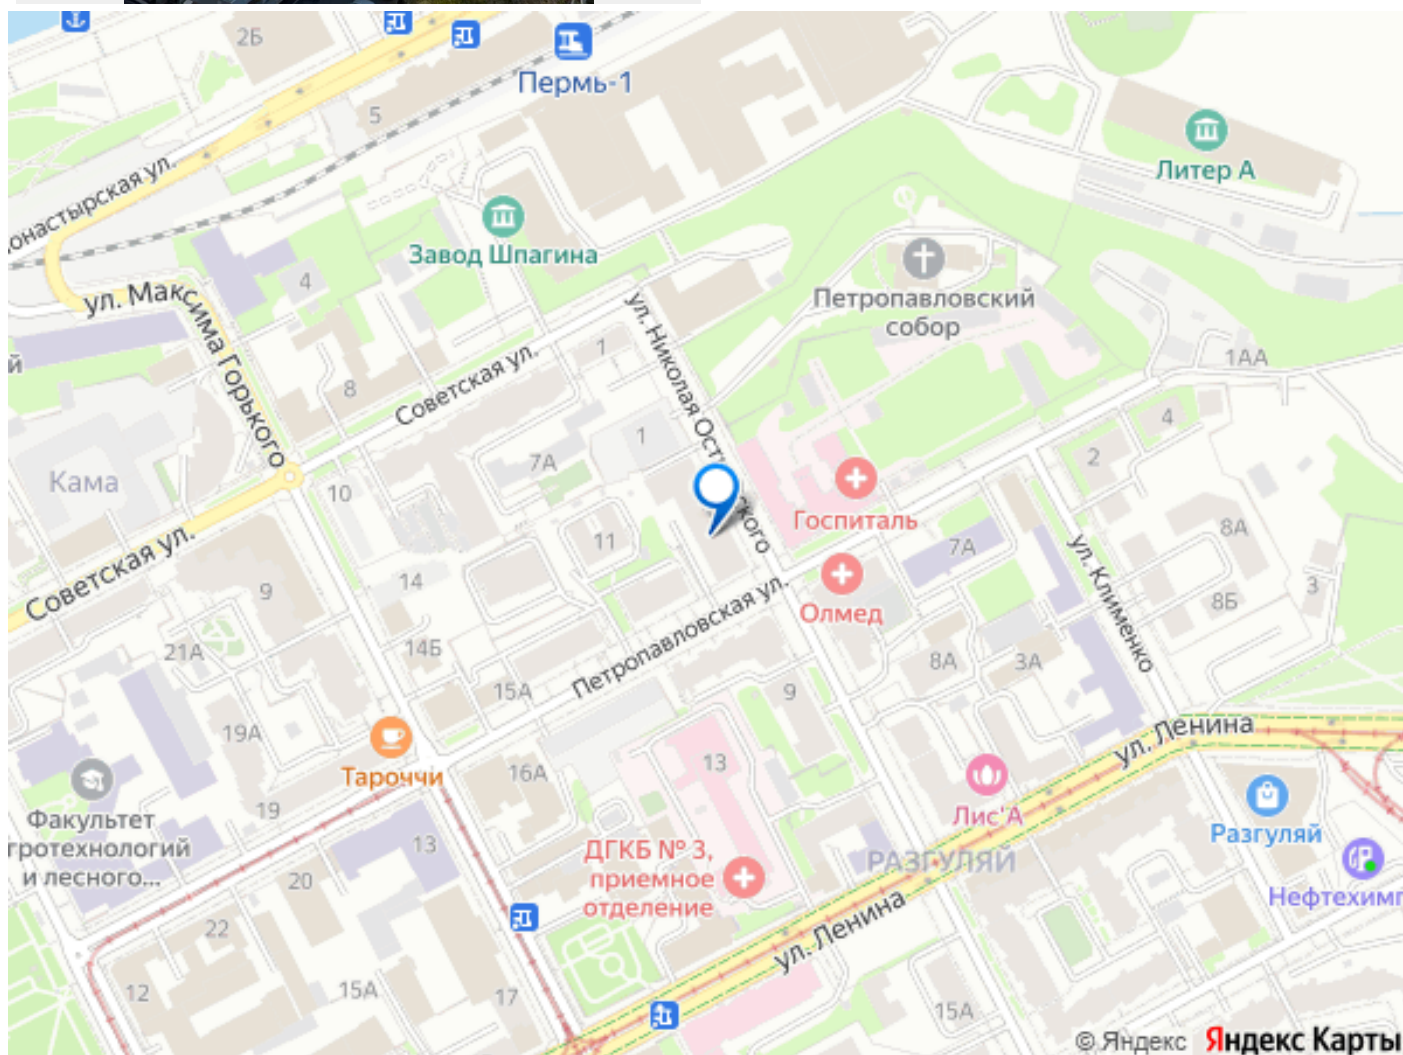 2Б
Пермь-1
5
Литер А
онастырская ул.
Завод Шпагина
4
Петропавловский
собор
ул. Максима Горького
ул. Николая Ост
ского
й
1
1АА
8
Советская ул.
4
1
7А
2
Кама
10
Госпиталь
8А
11
7А
Советская ул.
14
ул. Клименко
9
3
Олмед
8Б
Петропавловская ул.
14Б
21А
8А
3А
15А
9
19А
ул. Ленина
Тароччи
16А
13
19
Лис'А
Факультет
гротехнологий
и лесного...
13
Разгуляй
ДГКБ № 3,
приемное
отделение
РАЗГУЛЯЙ
20
Нефтехимп
22
ул. Ленина
12
15А
17
15А
© Яндекс Яндекс Карты